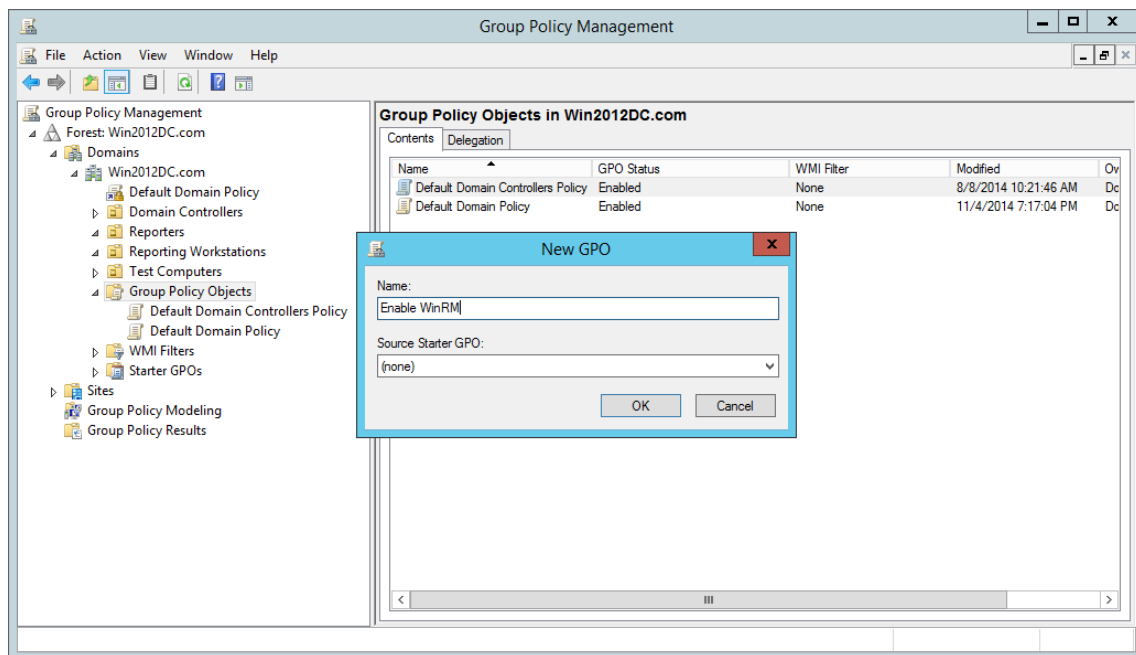 Group Policy Management
File Action View Window Help
Group Policy Management
Forest: Win2012DC.com
Domains
Win2012DC.com
Default Domain Policy
Domain Controllers
Reporters
Reporting Workstations
Test Computers
Group Policy Objects
Default Domain Controllers Policy
Default Domain Policy
WMI Filters
Starter GPOs
Sites
Group Policy Modeling
Group Policy Results
Group Policy Objects in Win2012DC.com
Contents Delegation
Name GPO Status WMI Filter Modified Ov
Default Domain Controllers Policy Enabled None 8/8/2014 10:21:46 AM Dc
Default Domain Policy Enabled None 11/4/2014 7:17:04 PM Dc
New GPO
Name:
Enable WinRM
Source Starter GPO:
(none)
OK Cancel